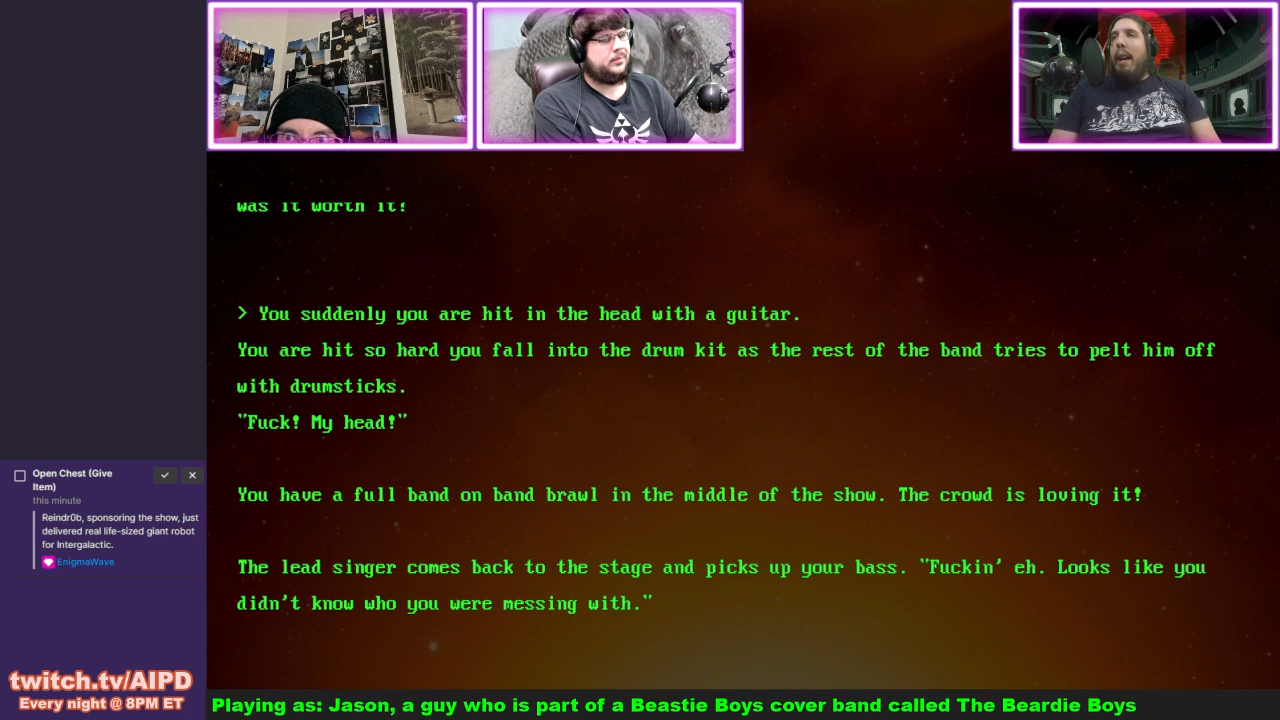 was it worth it?
> You suddenly you are hit in the head with a guitar.
You are hit so hard you fall into the drum kit as the rest of the band tries to pelt him off
with drumsticks.
"Fuck! My head!"
You have a full band on band brawl in the middle of the show. The crowd is loving it!
The lead singer comes back to the stage and picks up your bass. "Fuckin' eh. Looks like you
didn't know who you were messing with."
Open Chest (Give
Item)
this minute
Reindr0b, sponsoring the show, just
delivered real life-sized giant robot
for Intergalactic.
EnigmaWave
twitch.tv/AIPD
Every night @ 8PM ET
Playing as: Jason, a guy who is part of a Beastie Boys cover band called The Beardie Boys